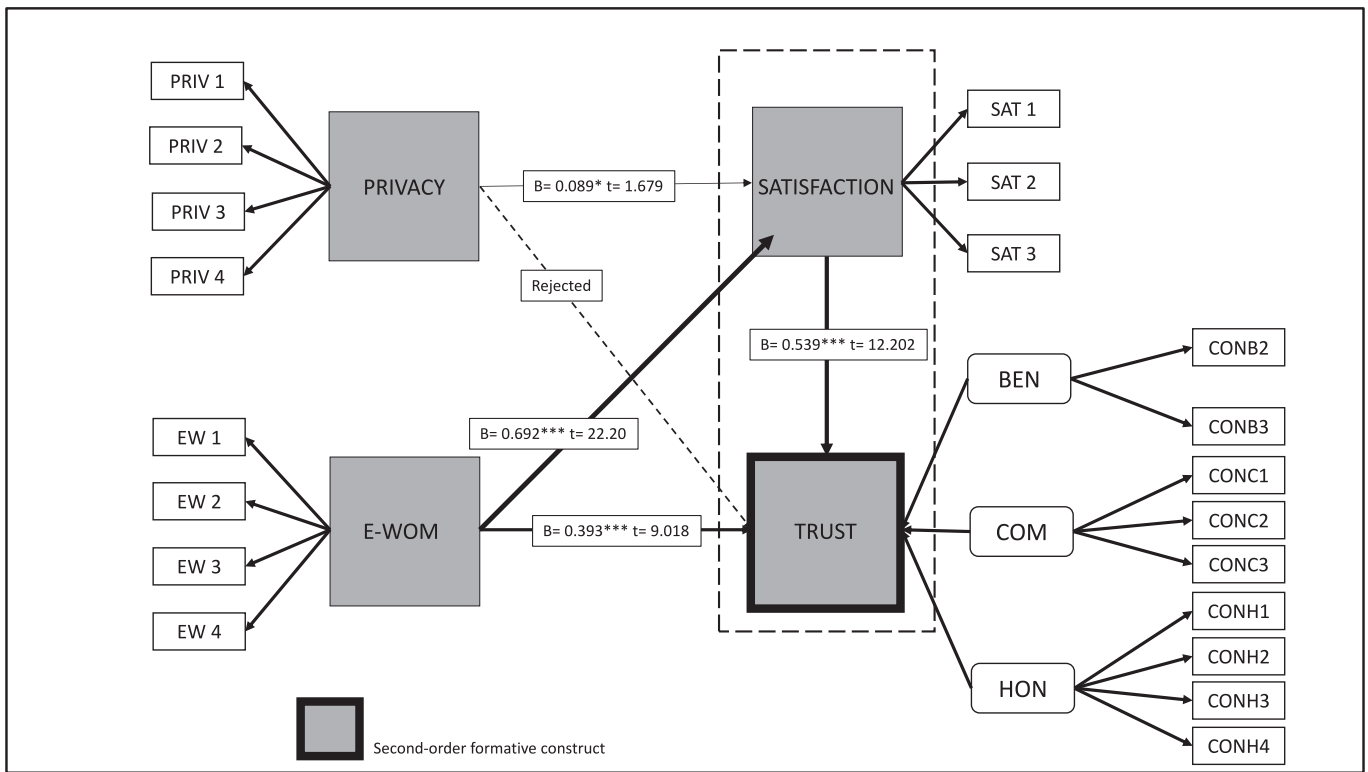 PRIV 1
PRIV 2
PRIV 3
PRIV 4
PRIVACY
B= 0.089* t= 1.679
SATISFACTION
SAT 1
SAT 2
SAT 3
Rejected
B= 0.539*** t= 12.202
B= 0.692*** t= 22.20
EW 1
EW 2
EW 3
EW 4
E-WOM
B= 0.393*** t= 9.018
TRUST
BEN
COM
HON
CONB2
CONB3
CONC1
CONC2
CONC3
CONH1
CONH2
CONH3
CONH4
Second-order formative construct